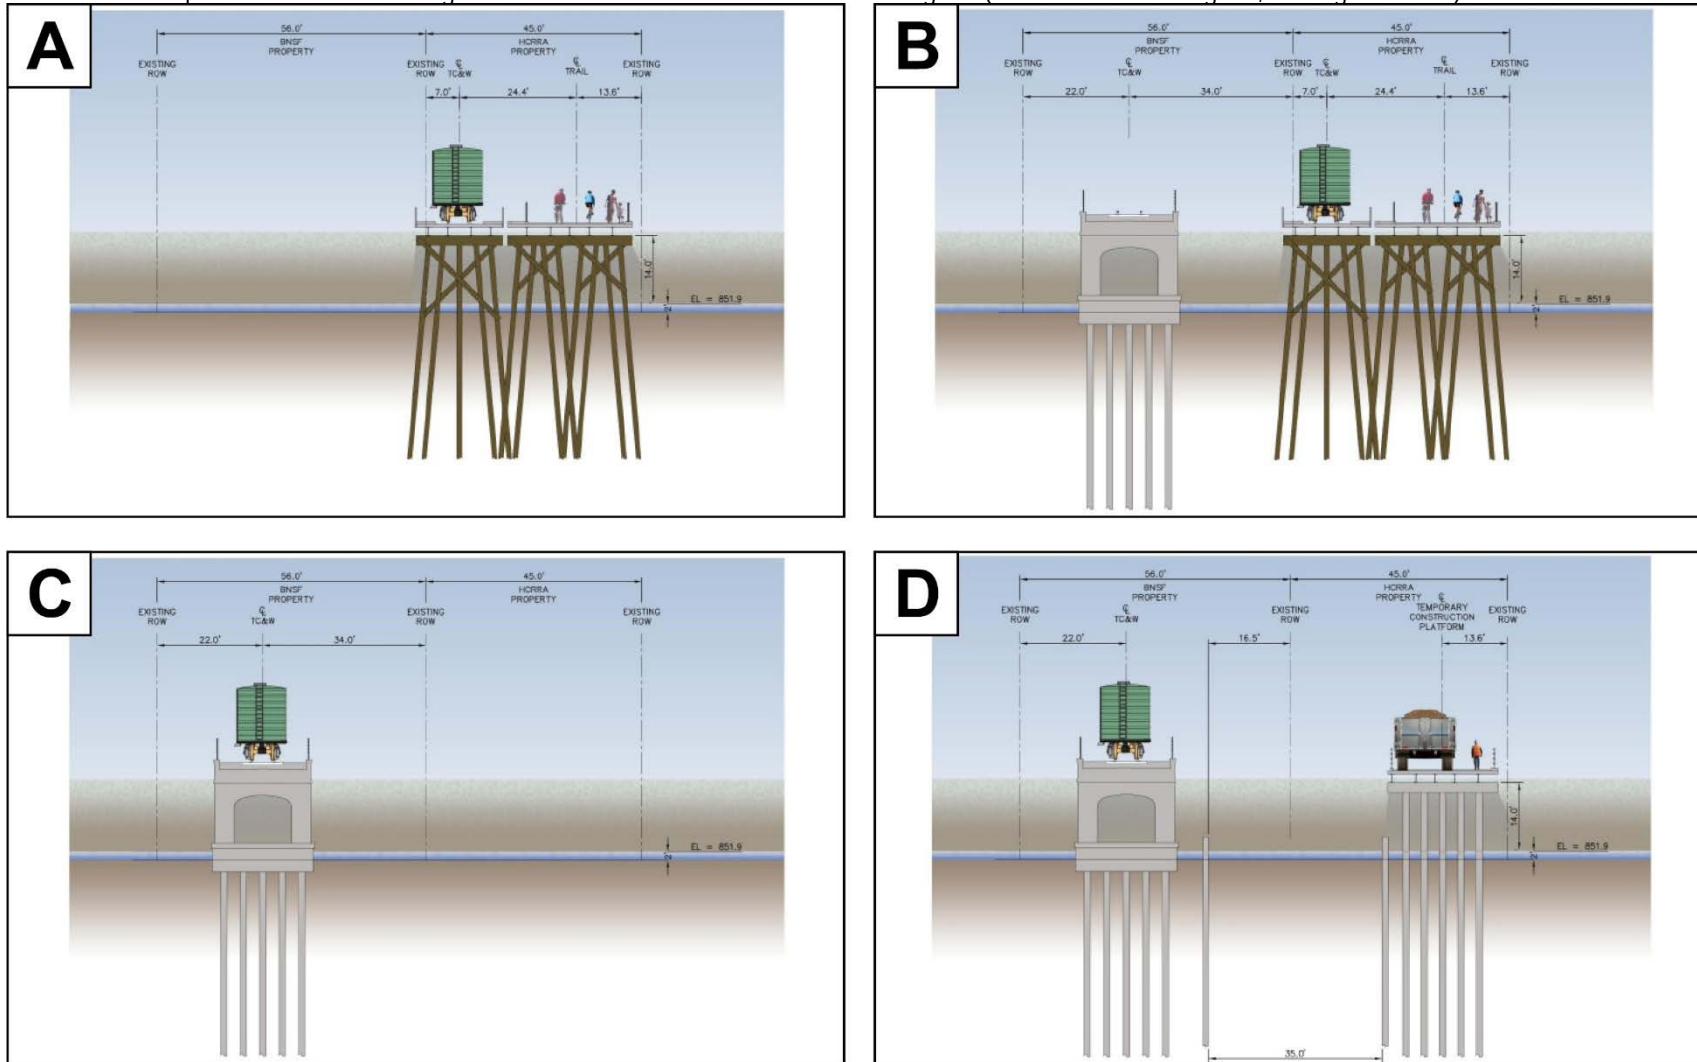 A
56.0'
45.0'
BNSF
PROPERTY
HCRRA
PROPERTY
EXISTING
ROW
EXISTING
ROW
℄
TC&W
℄
TRAIL
EXISTING
ROW
7.0'
24.4'
13.6'
14.0'
EL = 851.9
2'
B
56.0'
45.0'
BNSF
PROPERTY
HCRRA
PROPERTY
EXISTING
ROW
℄
TC&W
EXISTING
ROW
℄
TC&W
℄
TRAIL
EXISTING
ROW
22.0'
34.0'
7.0'
24.4'
13.6'
14.0'
EL = 851.9
2'
C
56.0'
45.0'
BNSF
PROPERTY
HCRRA
PROPERTY
EXISTING
ROW
℄
TC&W
EXISTING
ROW
EXISTING
ROW
22.0'
34.0'
EL = 851.9
2'
D
56.0'
45.0'
BNSF
PROPERTY
HCRRA
PROPERTY
EXISTING
ROW
℄
TC&W
EXISTING
ROW
℄
TEMPORARY
CONSTRUCTION
PLATFORM
EXISTING
ROW
22.0'
16.5'
13.6'
14.0'
EL = 851.9
2'
35.0'